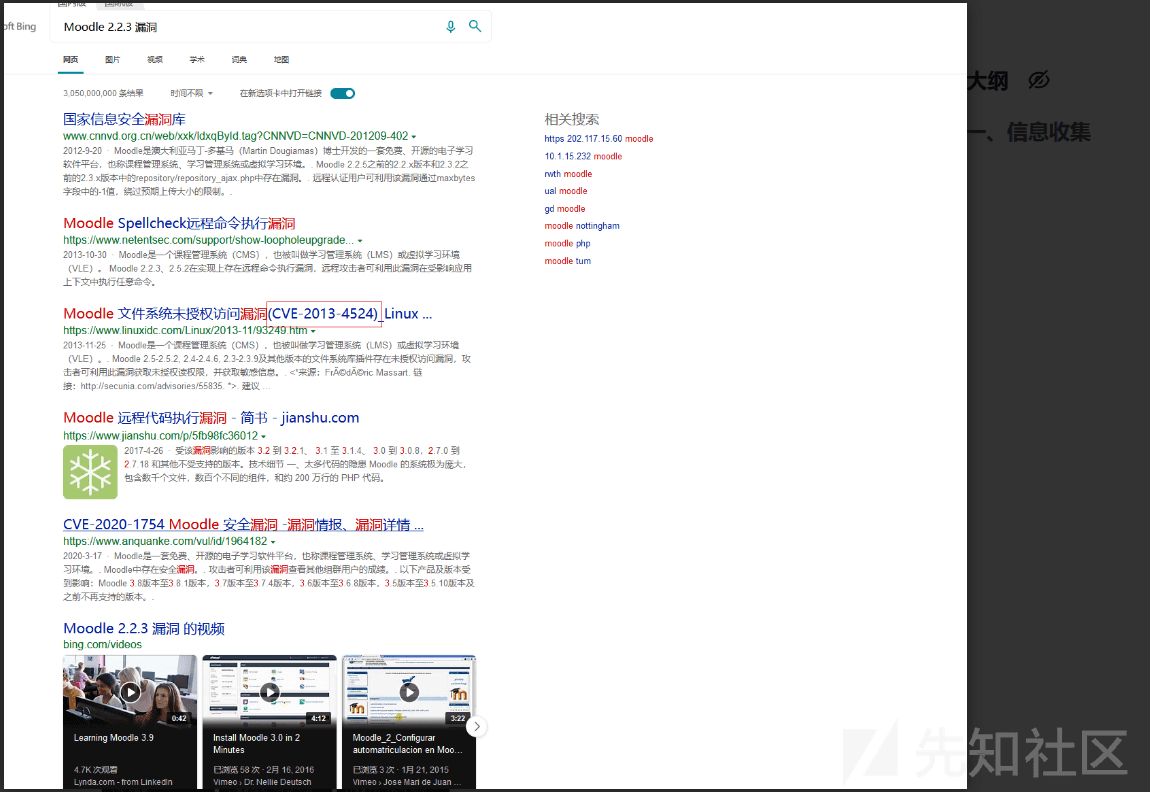 国内版 国际版
oft Bing
Moodle 2.2.3 漏洞
网页 图片 视频 学术 词典 地图
3,050,000,000 条结果 时间不限 在新选项卡中打开链接
国家信息安全漏洞库
www.cnnvd.org.cn/web/xxk/ldxqById.tag?CNNVD=CNNVD-201209-402
2012-9-20 · Moodle是澳大利亚马丁-多基马（Martin Dougiamas）博士开发的一套免费、开源的电子学习
软件平台，也称课程管理系统、学习管理系统或虚拟学习环境。. Moodle 2.2.5之前的2.2.x版本和2.3.2之
前的2.3.x版本中的repository/repository_ajax.php中存在漏洞。. 远程认证用户可利用该漏洞通过maxbytes
字段中的-1值，绕过预期上传大小的限制。.
Moodle Spellcheck远程命令执行漏洞
https://www.netentsec.com/support/show-loopholeupgrade...
2013-10-30 · Moodle是一个课程管理系统（CMS），也被叫做学习管理系统（LMS）或虚拟学习环境
（VLE）。 Moodle 2.2.3、2.5.2在实现上存在远程命令执行漏洞，远程攻击者可利用此漏洞在受影响应用
上下文中执行任意命令。
Moodle 文件系统未授权访问漏洞(CVE-2013-4524)_Linux ...
https://www.linuxidc.com/Linux/2013-11/93249.htm
2013-11-25 · Moodle是一个课程管理系统（CMS），也被叫做学习管理系统（LMS）或虚拟学习环境
（VLE）。. Moodle 2.5-2.5.2, 2.4-2.4.6, 2.3-2.3.9及其他版本的文件系统库插件存在未授权访问漏洞，攻
击者可利用此漏洞获取未授权读权限，并获取敏感信息。. <*来源：FrÃ©dÃ©ric Massart. 链
接：http://secunia.com/advisories/55835. *>. 建议 ...
Moodle 远程代码执行漏洞 - 简书 - jianshu.com
https://www.jianshu.com/p/5fb98fc36012
2017-4-26 · 受该漏洞影响的版本 3.2 到 3.2.1、 3.1 至 3.1.4、 3.0 到 3.0.8，2.7.0 到
2.7.18 和其他不受支持的版本。技术细节 一、太多代码的隐患 Moodle 的系统极为庞大，
包含数千个文件，数百个不同的组件，和约 200 万行的 PHP 代码。
CVE-2020-1754 Moodle 安全漏洞 -漏洞情报、漏洞详情 ...
https://www.anquanke.com/vul/id/1964182
2020-3-17 · Moodle是一套免费、开源的电子学习软件平台，也称课程管理系统、学习管理系统或虚拟学
习环境。. Moodle中存在安全漏洞。. 攻击者可利用该漏洞查看其他组群用户的成绩。. 以下产品及版本受
到影响：Moodle 3.8版本至3.8.1版本，3.7版本至3.7.4版本，3.6版本至3.6.8版本，3.5版本至3.5.10版本及
之前不再支持的版本。.
Moodle 2.2.3 漏洞 的视频
bing.com/videos
0:42 4:12 3:22
Learning Moodle 3.9
4.7K 次观看
Lynda.com - from LinkedIn
Install Moodle 3.0 in 2
Minutes
已浏览 58 次 · 2月 16, 2016
Vimeo › Dr. Nellie Deutsch
Moodle_2_Configurar
automatriculacion en Moo...
已浏览 3 次 · 1月 21, 2015
Vimeo › Jose Mari de Juan ...
相关搜索
https 202.117.15.60 moodle
10.1.15.232 moodle
rwth moodle
ual moodle
gd moodle
moodle nottingham
moodle php
moodle tum
大纲
一、信息收集
先知社区